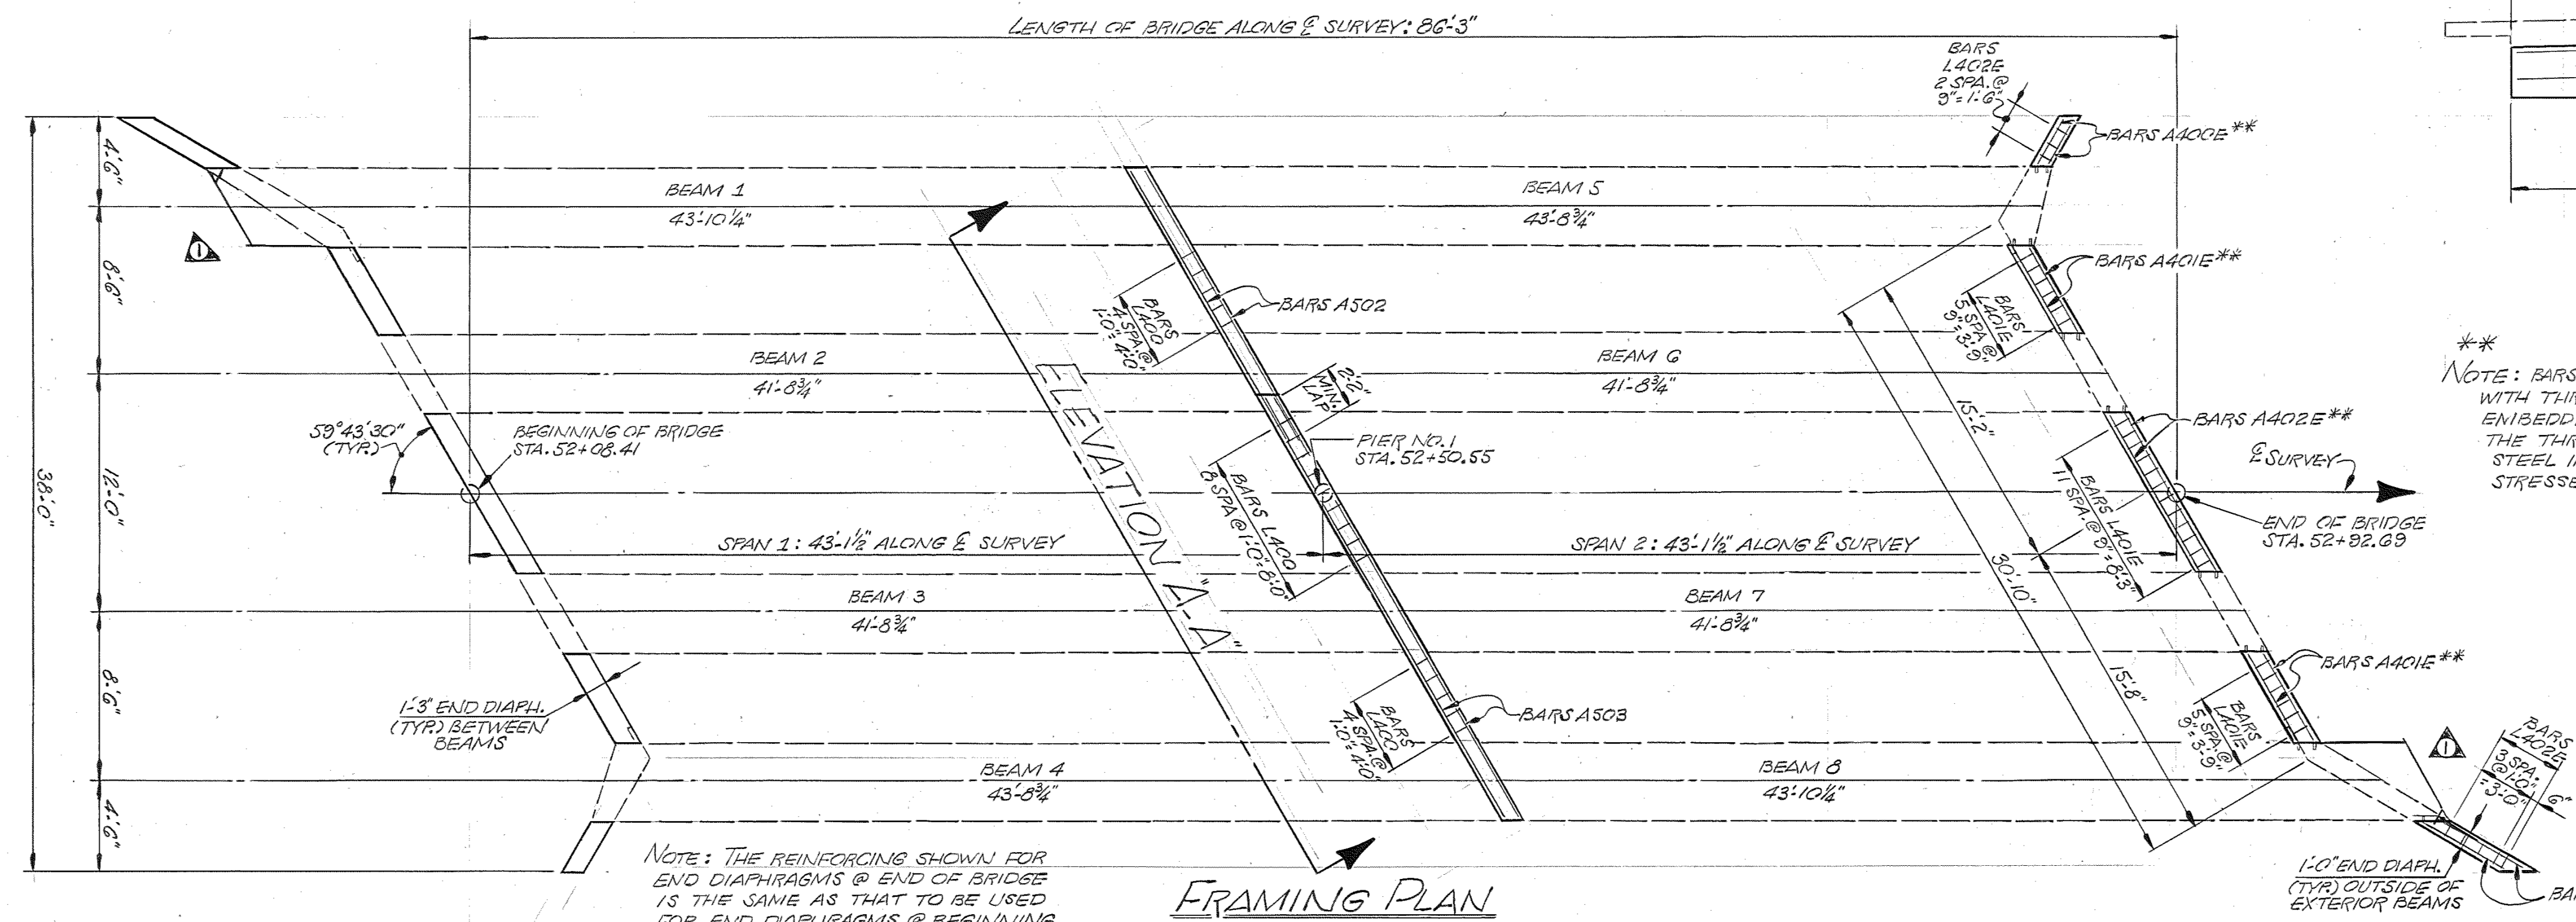 LENGTH OF BRIDGE ALONG ℄ SURVEY: 86'-3"
BARS
L402E
2 SPA. @
9"=1'-6"
BARS A400E**
4'-6"
8'-6"
12'-0"
8'-6"
4'-6"
38'-0"
BEAM 1
43'-10¼"
BEAM 5
43'-8¾"
1
BARS A401E**
BARS
L400
4 SPA. @
1'-0"=4'-0"
BARS A502
BARS
L401E
5 SPA @
9"=3'-9"
BEAM 2
41'-8¾"
BEAM 6
41'-8¾"
2'-2"
MIN.
LAP.
**
NOTE: BARS
WITH THR
EMBEDD
THE THR
STEEL I
STRESSE
59°43'30"
(TYP.)
BEGINNING OF BRIDGE
STA. 52+08.41
ELEVATION "A-A"
PIER NO. 1
STA. 52+50.55
15'-2"
BARS A402E**
℄ SURVEY
BARS L400
8 SPA @ 1'-0"=8'-0"
BARS L401E
11 SPA. @ 9"=8'-3"
END OF BRIDGE
STA. 52+92.69
SPAN 1: 43'-1½" ALONG ℄ SURVEY
SPAN 2: 43'-1½" ALONG ℄ SURVEY
30'-10"
BEAM 3
41'-8¾"
BEAM 7
41'-8¾"
15'-8"
BARS A401E**
1'-3" END DIAPH.
(TYP.) BETWEEN
BEAMS
BARS
L400
4 SPA. @
1'-0"=4'-0"
BARS A503
BARS
L401E
5 SPA. @
9"=3'-9"
1
BARS
L402E
3 SPA.
@1'-0"
=3'-0"
6"
BEAM 4
43'-8¾"
BEAM 8
43'-10¼"
NOTE: THE REINFORCING SHOWN FOR
END DIAPHRAGMS @ END OF BRIDGE
IS THE SAME AS THAT TO BE USED
FOR END DIAPHRAGMS @ BEGINNING
FRAMING PLAN
1'-0" END DIAPH.
(TYP.) OUTSIDE OF
EXTERIOR BEAMS
BA